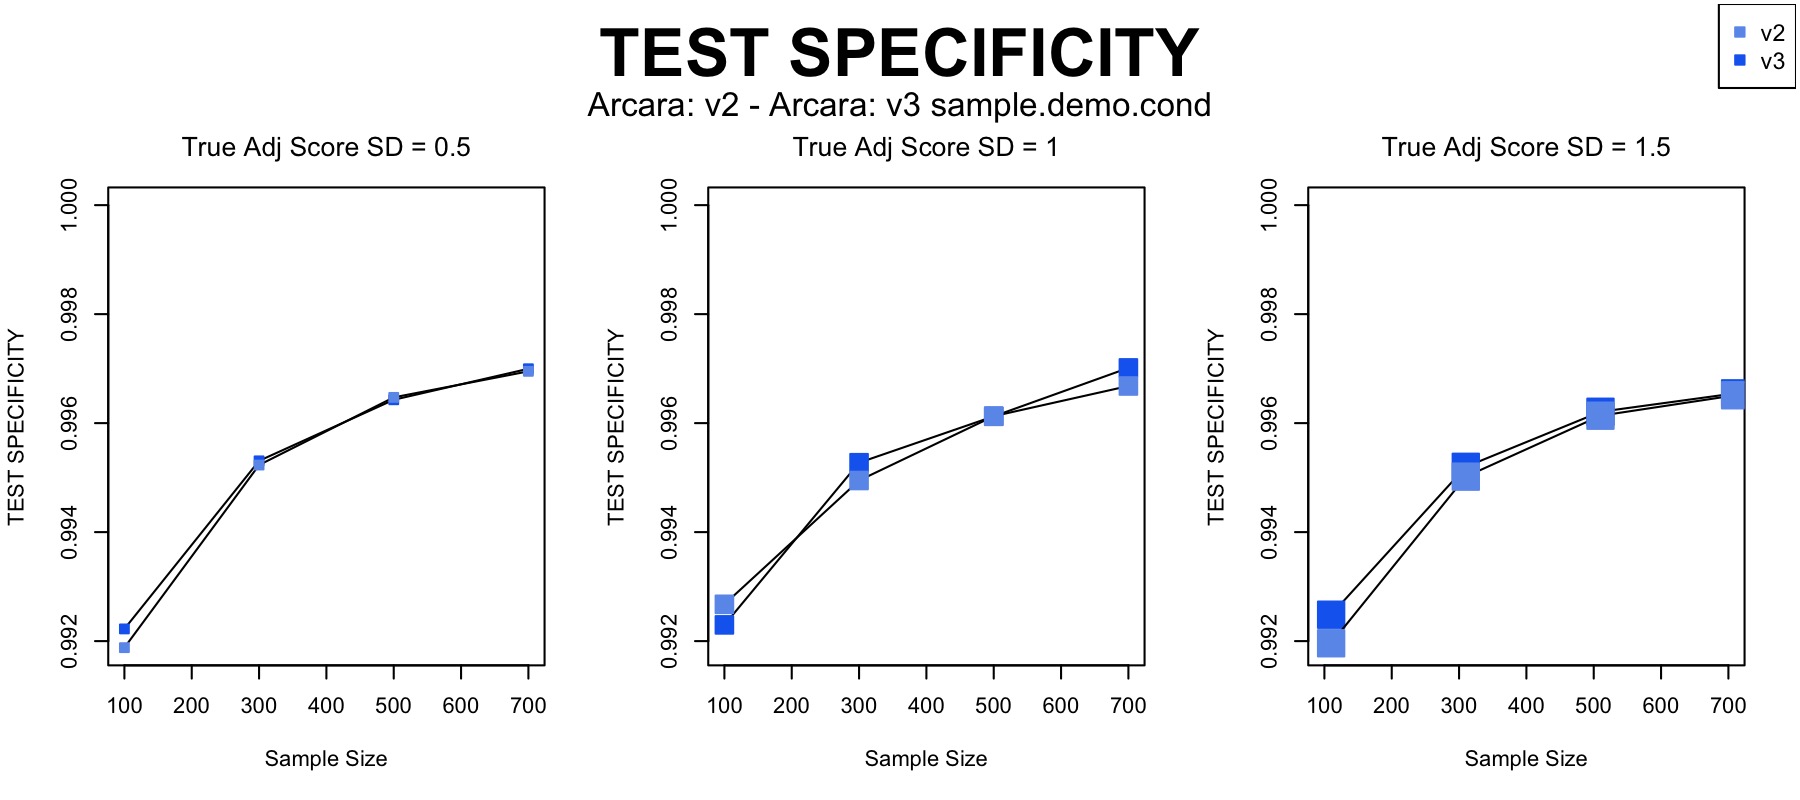 TEST SPECIFICITY
Arcara: v2 - Arcara: v3 sample.demo.cond
v2
v3
True Adj Score SD = 0.5
TEST SPECIFICITY
1.000
0.998
0.996
0.994
0.992
100 200 300 400 500 600 700
Sample Size
True Adj Score SD = 1
TEST SPECIFICITY
1.000
0.998
0.996
0.994
0.992
100 200 300 400 500 600 700
Sample Size
True Adj Score SD = 1.5
TEST SPECIFICITY
1.000
0.998
0.996
0.994
0.992
100 200 300 400 500 600 700
Sample Size